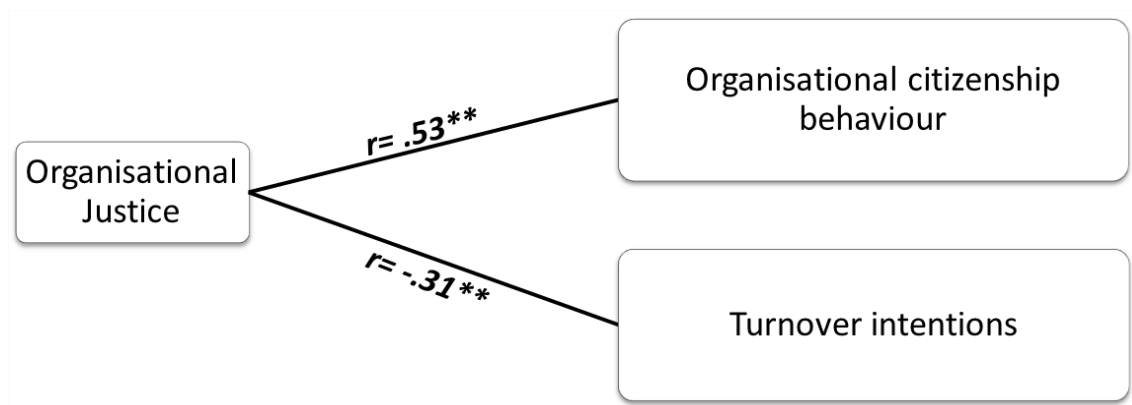 Organisational
Justice
r= .53**
Organisational citizenship
behaviour
r= -.31**
Turnover intentions